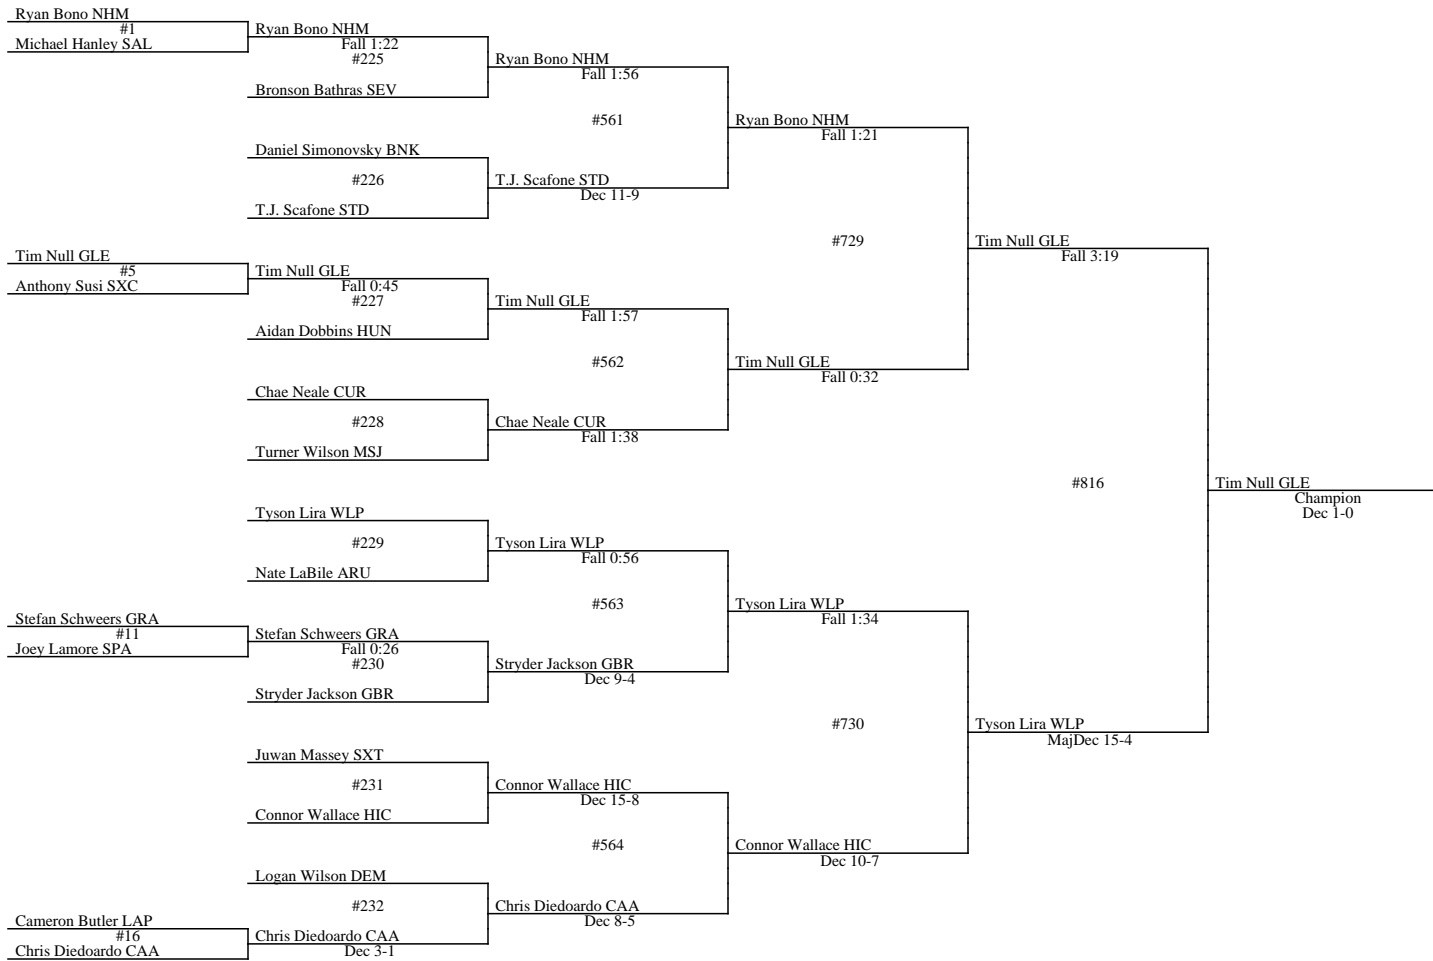 Ryan Bono NHM
#1
Michael Hanley SAL
Ryan Bono NHM
Fall 1:22
#225
Bronson Bathras SEV
Ryan Bono NHM
Fall 1:56
#561
Daniel Simonovsky BNK
#226
T.J. Scafone STD
T.J. Scafone STD
Dec 11-9
Ryan Bono NHM
Fall 1:21
#729
Tim Null GLE
#5
Anthony Susi SXC
Tim Null GLE
Fall 0:45
#227
Aidan Dobbins HUN
Tim Null GLE
Fall 1:57
#562
Chae Neale CUR
#228
Turner Wilson MSJ
Chae Neale CUR
Fall 1:38
Tim Null GLE
Fall 0:32
Tim Null GLE
Fall 3:19
#816
Tim Null GLE
Champion
Dec 1-0
Tyson Lira WLP
#229
Nate LaBile ARU
Tyson Lira WLP
Fall 0:56
#563
Stefan Schweers GRA
#11
Joey Lamore SPA
Stefan Schweers GRA
Fall 0:26
#230
Stryder Jackson GBR
Stryder Jackson GBR
Dec 9-4
Tyson Lira WLP
Fall 1:34
#730
Tyson Lira WLP
MajDec 15-4
Juwan Massey SXT
#231
Connor Wallace HIC
Connor Wallace HIC
Dec 15-8
#564
Connor Wallace HIC
Dec 10-7
Logan Wilson DEM
#232
Cameron Butler LAP
#16
Chris Diedoardo CAA
Chris Diedoardo CAA
Dec 3-1
Chris Diedoardo CAA
Dec 8-5